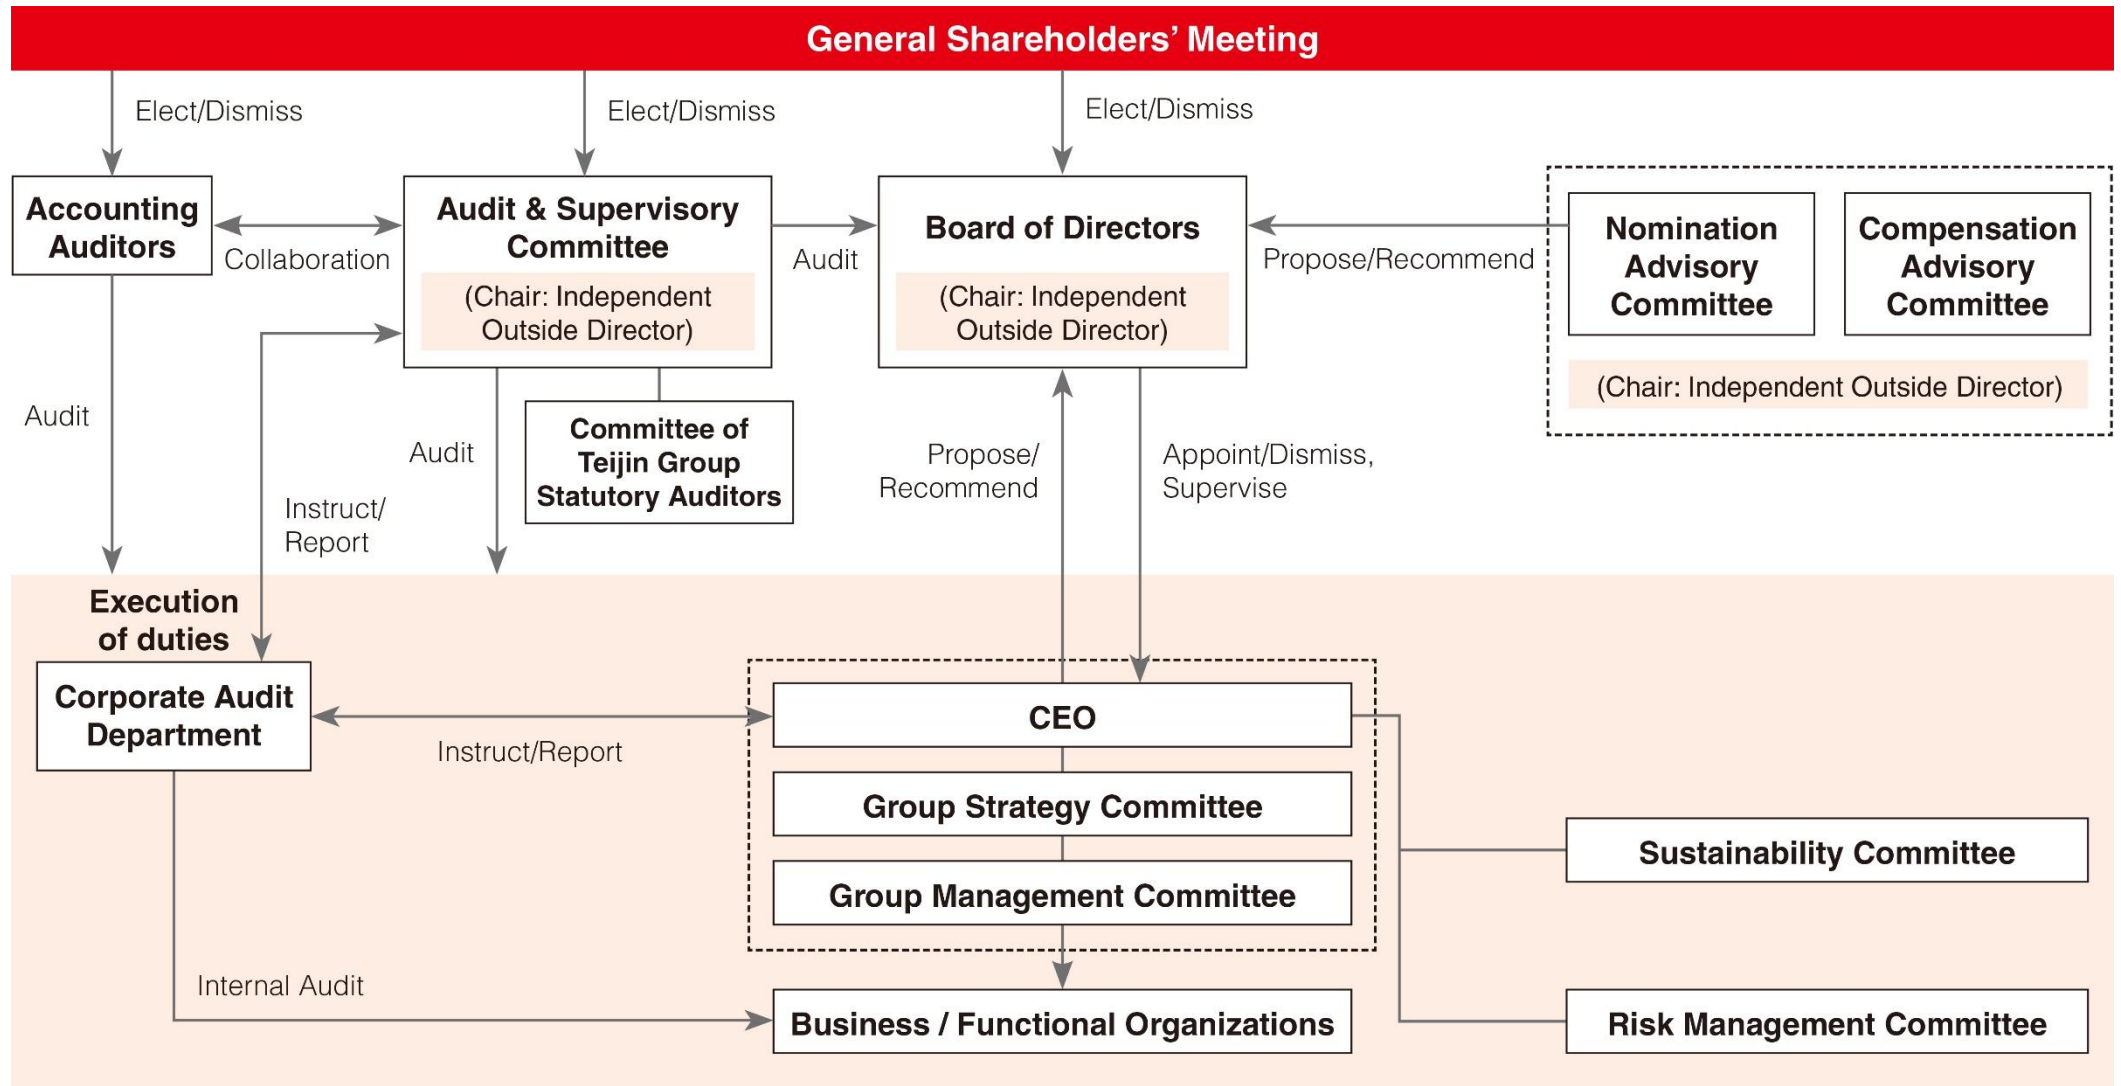 General Shareholders’ Meeting
Elect/Dismiss
Elect/Dismiss
Elect/Dismiss
Accounting
Auditors
Collaboration
Audit & Supervisory
Committee
(Chair: Independent
Outside Director)
Audit
Board of Directors
(Chair: Independent
Outside Director)
Propose/Recommend
Nomination
Advisory
Committee
Compensation
Advisory
Committee
(Chair: Independent Outside Director)
Audit
Instruct/
Report
Audit
Committee of
Teijin Group
Statutory Auditors
Propose/
Recommend
Appoint/Dismiss,
Supervise
Execution
of duties
Corporate Audit
Department
Instruct/Report
CEO
Group Strategy Committee
Group Management Committee
Sustainability Committee
Internal Audit
Business / Functional Organizations
Risk Management Committee